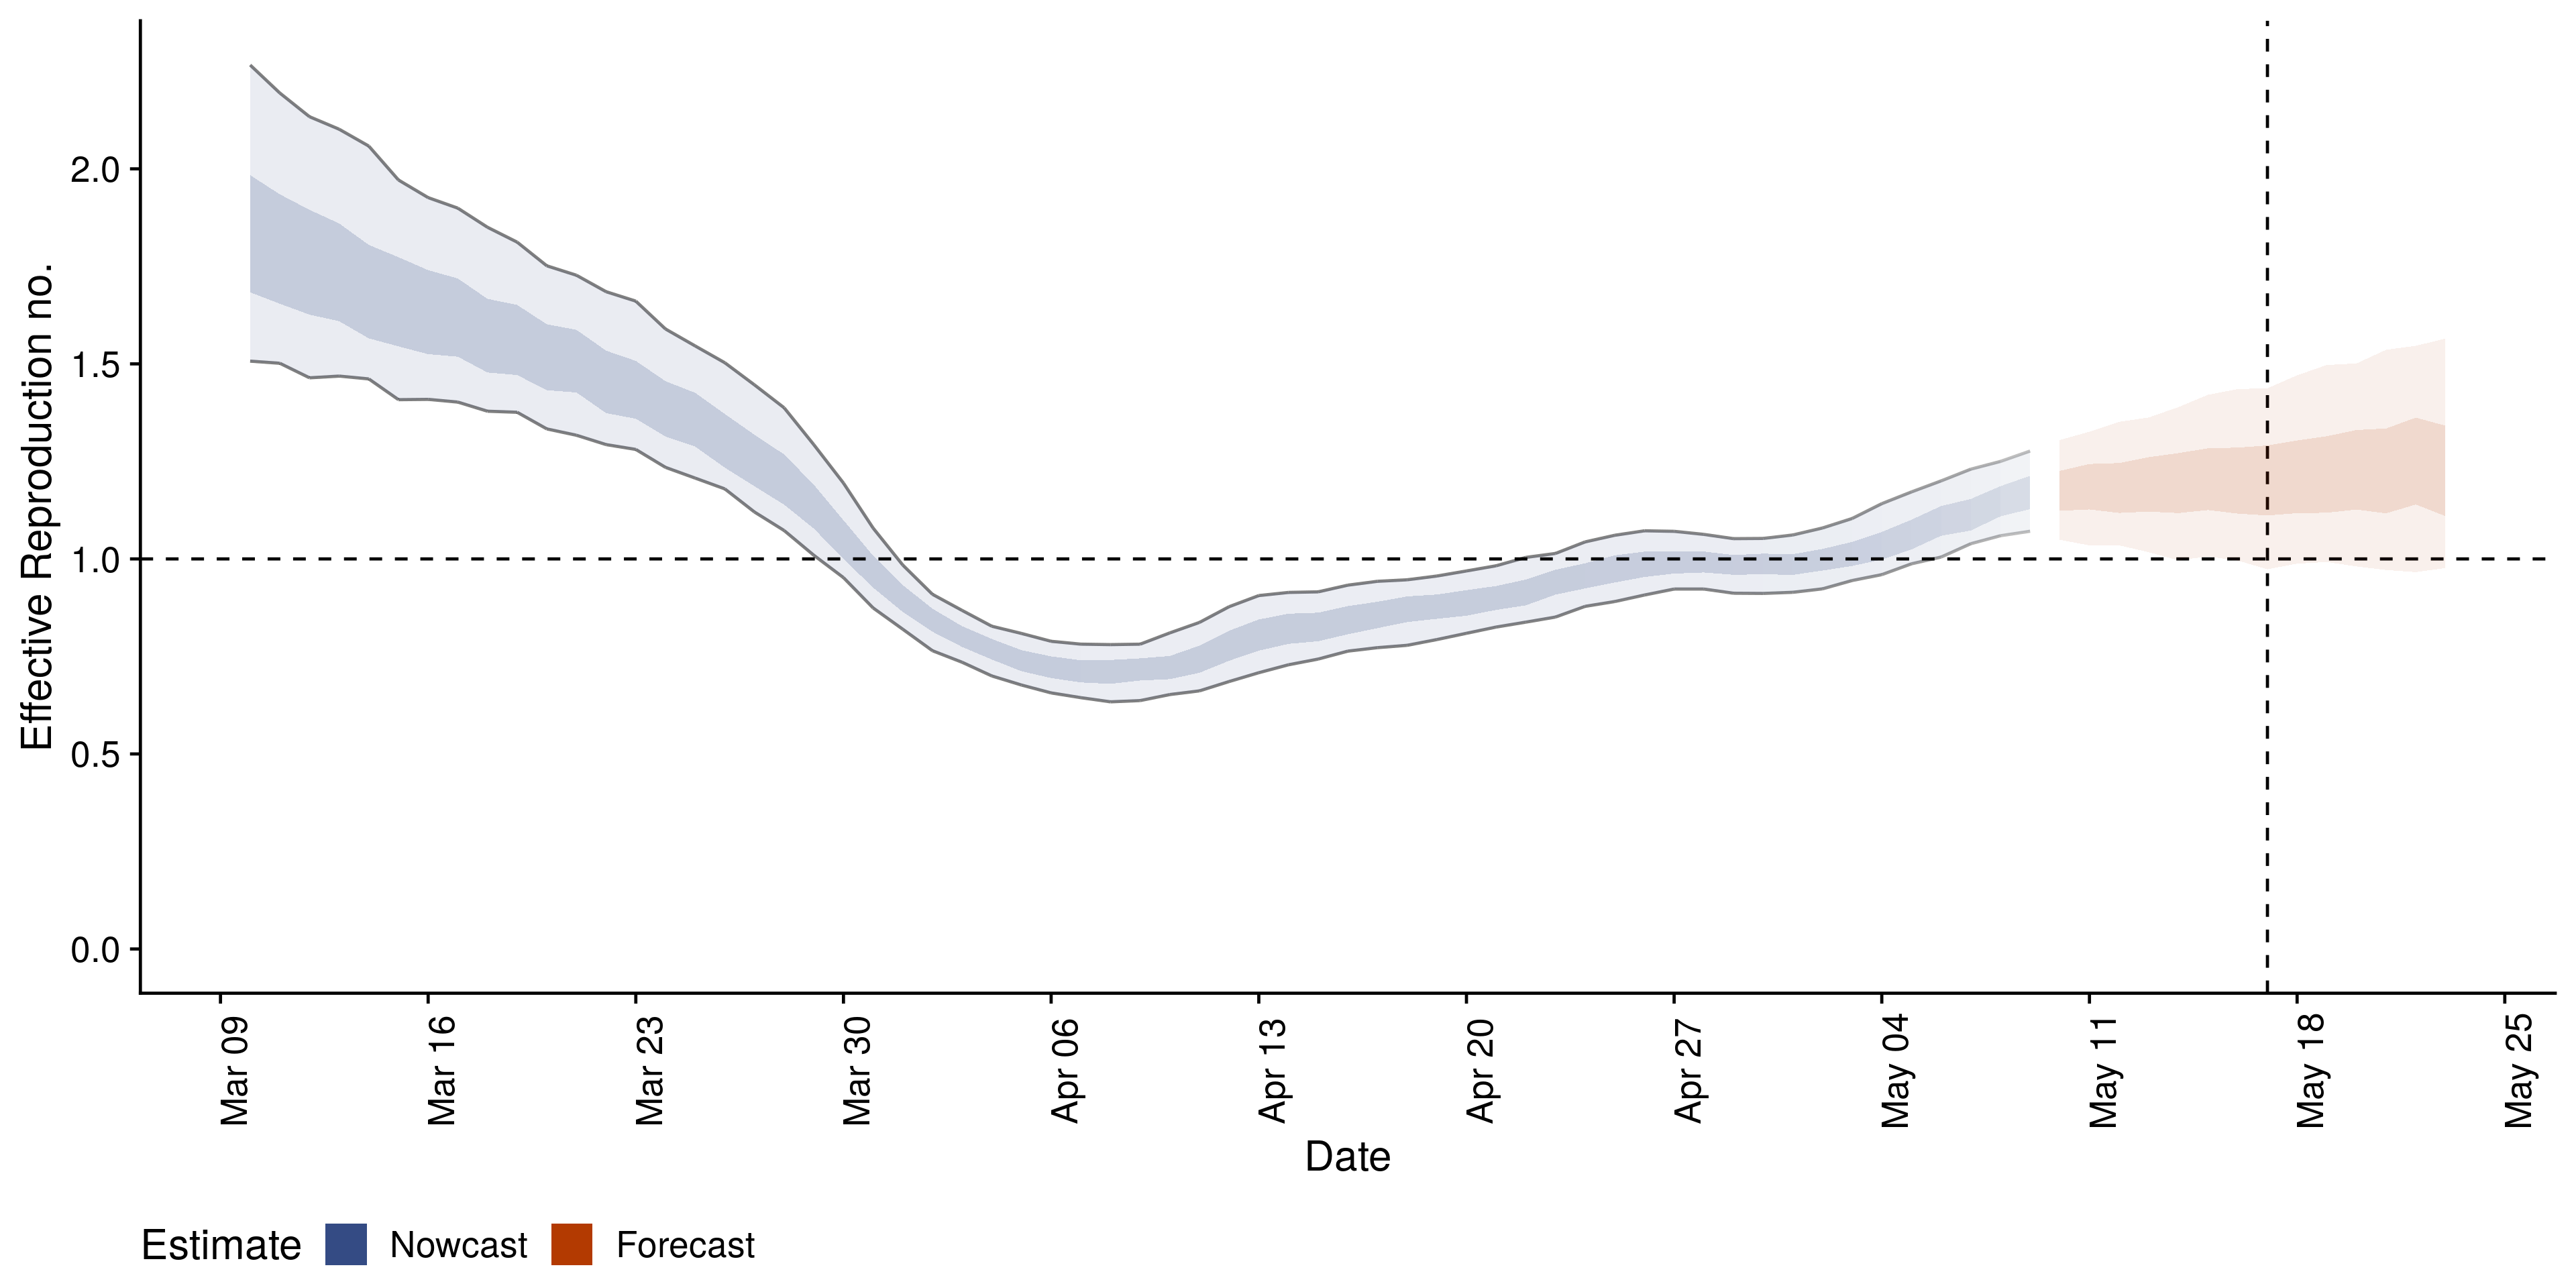 Effective Reproduction no.
2.0
1.5
1.0
0.5
0.0
Mar 09
Mar 16
Mar 23
Mar 30
Apr 06
Apr 13
Apr 20
Apr 27
May 04
May 11
May 18
May 25
Date
Estimate Nowcast Forecast